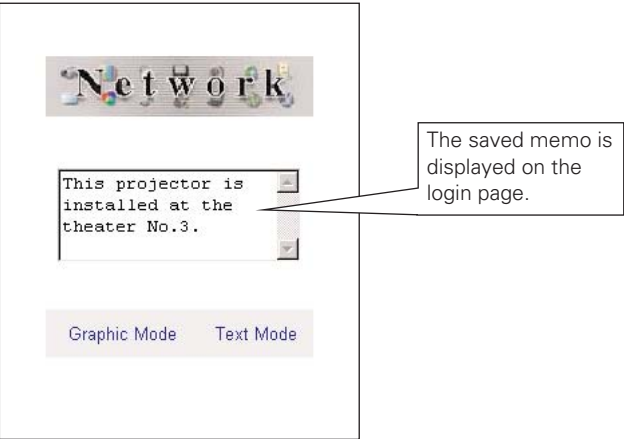 Network
This projector is
installed at the
theater No.3.
Graphic Mode Text Mode
The saved memo is
displayed on the
login page.